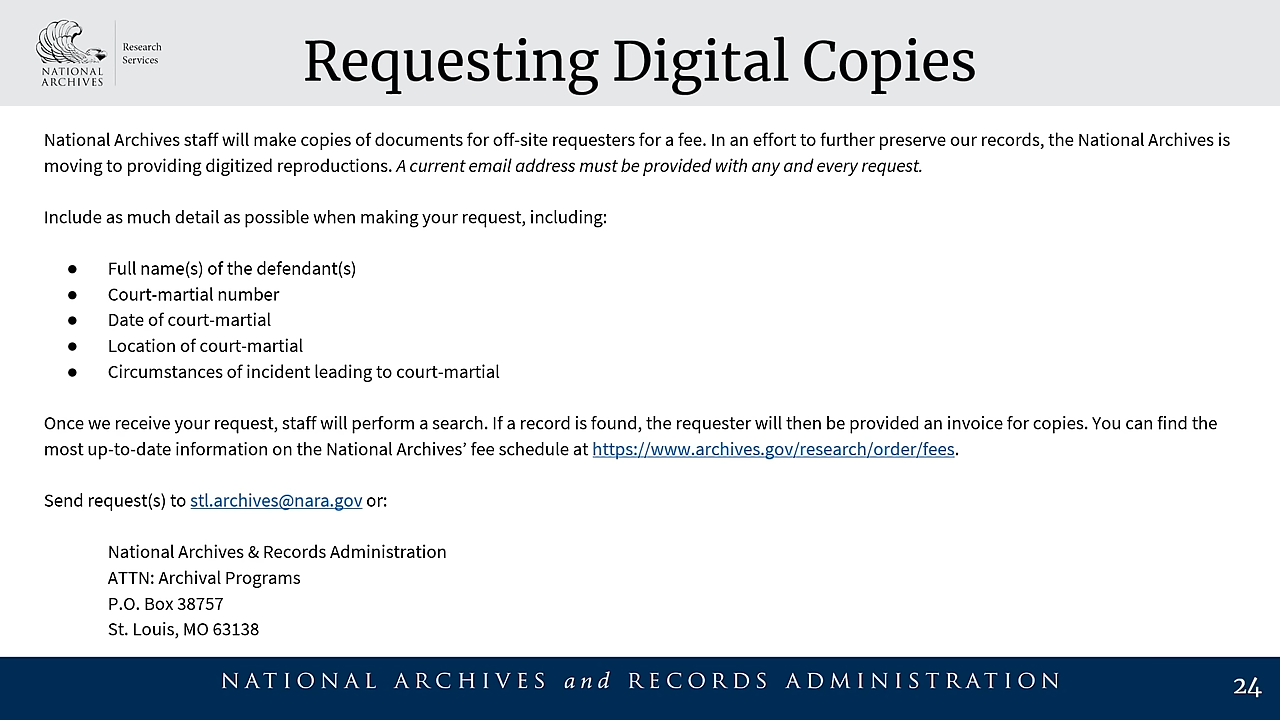 NATIONAL
ARCHIVES
Research
Services
Requesting Digital Copies
National Archives staff will make copies of documents for off-site requesters for a fee. In an effort to further preserve our records, the National Archives is
moving to providing digitized reproductions. A current email address must be provided with any and every request.
Include as much detail as possible when making your request, including:
● Full name(s) of the defendant(s)
● Court-martial number
● Date of court-martial
● Location of court-martial
● Circumstances of incident leading to court-martial
Once we receive your request, staff will perform a search. If a record is found, the requester will then be provided an invoice for copies. You can find the
most up-to-date information on the National Archives’ fee schedule at https://www.archives.gov/research/order/fees.
Send request(s) to stl.archives@nara.gov or:
National Archives & Records Administration
ATTN: Archival Programs
P.O. Box 38757
St. Louis, MO 63138
NATIONAL ARCHIVES and RECORDS ADMINISTRATION
24